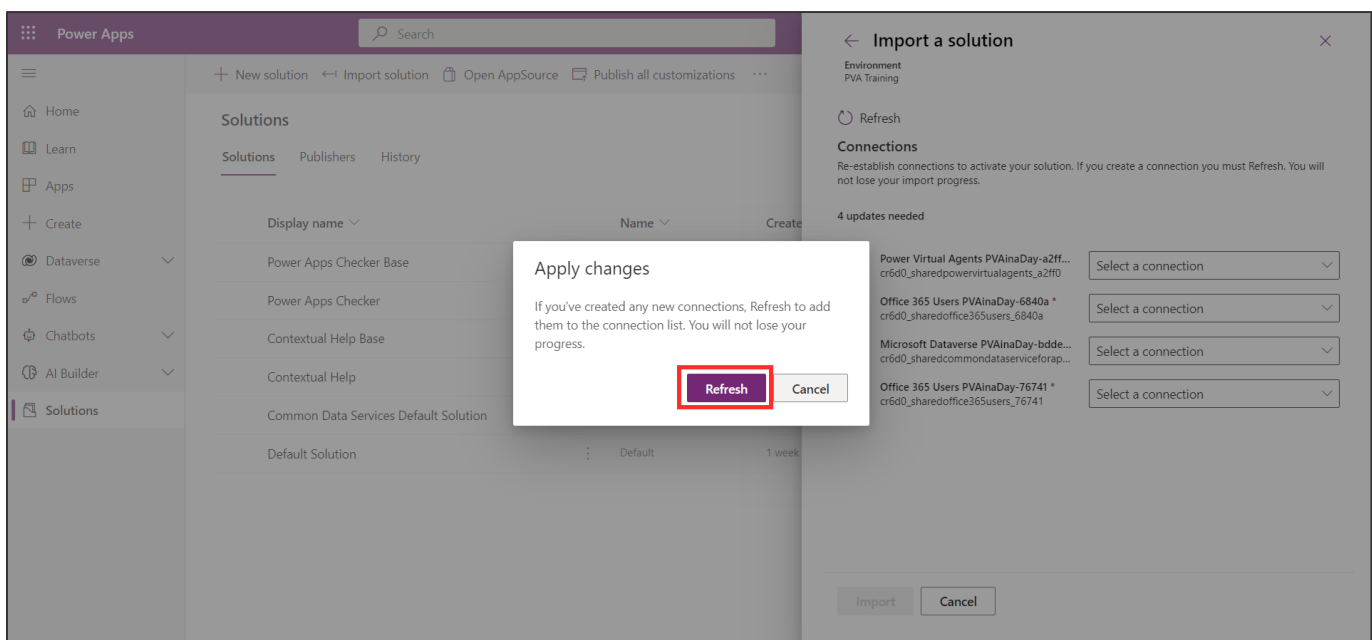 Power Apps
Search
New solution
Import solution
Open AppSource
Publish all customizations
Home
Learn
Apps
Create
Dataverse
Flows
Chatbots
AI Builder
Solutions
Solutions
Solutions
Publishers
History
Display name
Name
Create
Power Apps Checker Base
Power Apps Checker
Contextual Help Base
Contextual Help
Common Data Services Default Solution
Default Solution
Default
1 week
Apply changes
If you've created any new connections, Refresh to add
them to the connection list. You will not lose your
progress.
Refresh
Cancel
Import a solution
Environment
PVA Training
Refresh
Connections
Re-establish connections to activate your solution. If you create a connection you must Refresh. You will
not lose your import progress.
4 updates needed
Power Virtual Agents PVAinaDay-a2ff...
cr6d0_sharedpowervirtualagents_a2ff0
Select a connection
Office 365 Users PVAinaDay-6840a *
cr6d0_sharedoffice365users_6840a
Select a connection
Microsoft Dataverse PVAinaDay-bdde...
cr6d0_sharedcommondataserviceforap...
Select a connection
Office 365 Users PVAinaDay-76741 *
cr6d0_sharedoffice365users_76741
Select a connection
Import
Cancel